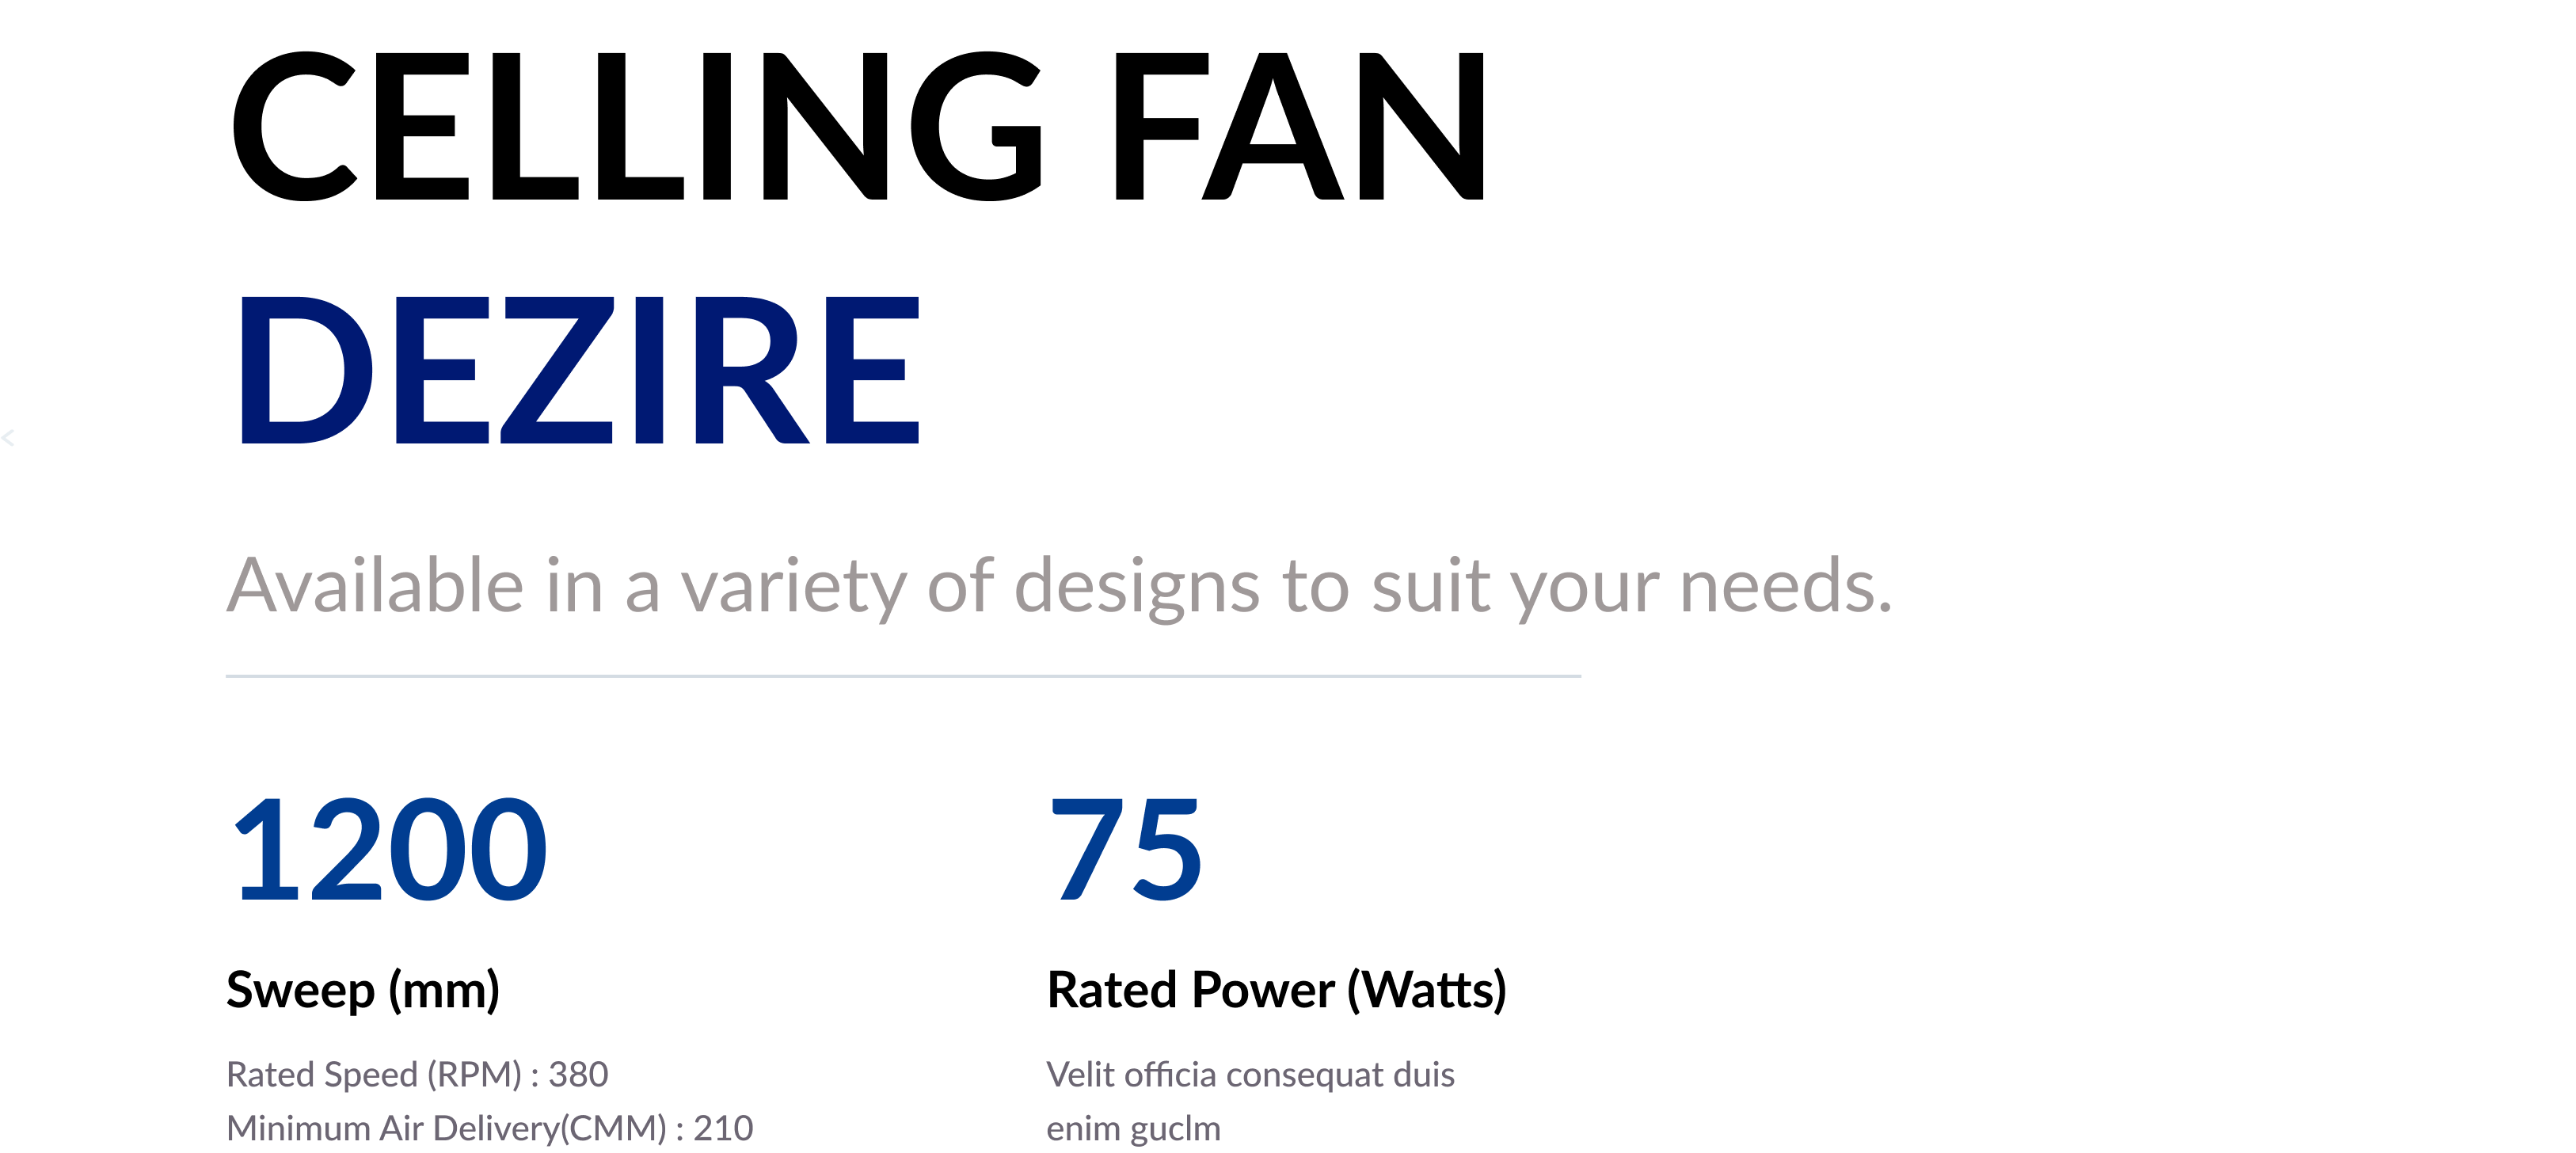 CELLING FAN
DEZIRE
<
Available in a variety of designs to suit your needs.
1200
75
Sweep (mm)
Rated Power (Watts)
Rated Speed (RPM) : 380
Minimum Air Delivery(CMM) : 210
Velit officia consequat duis
enim guclm